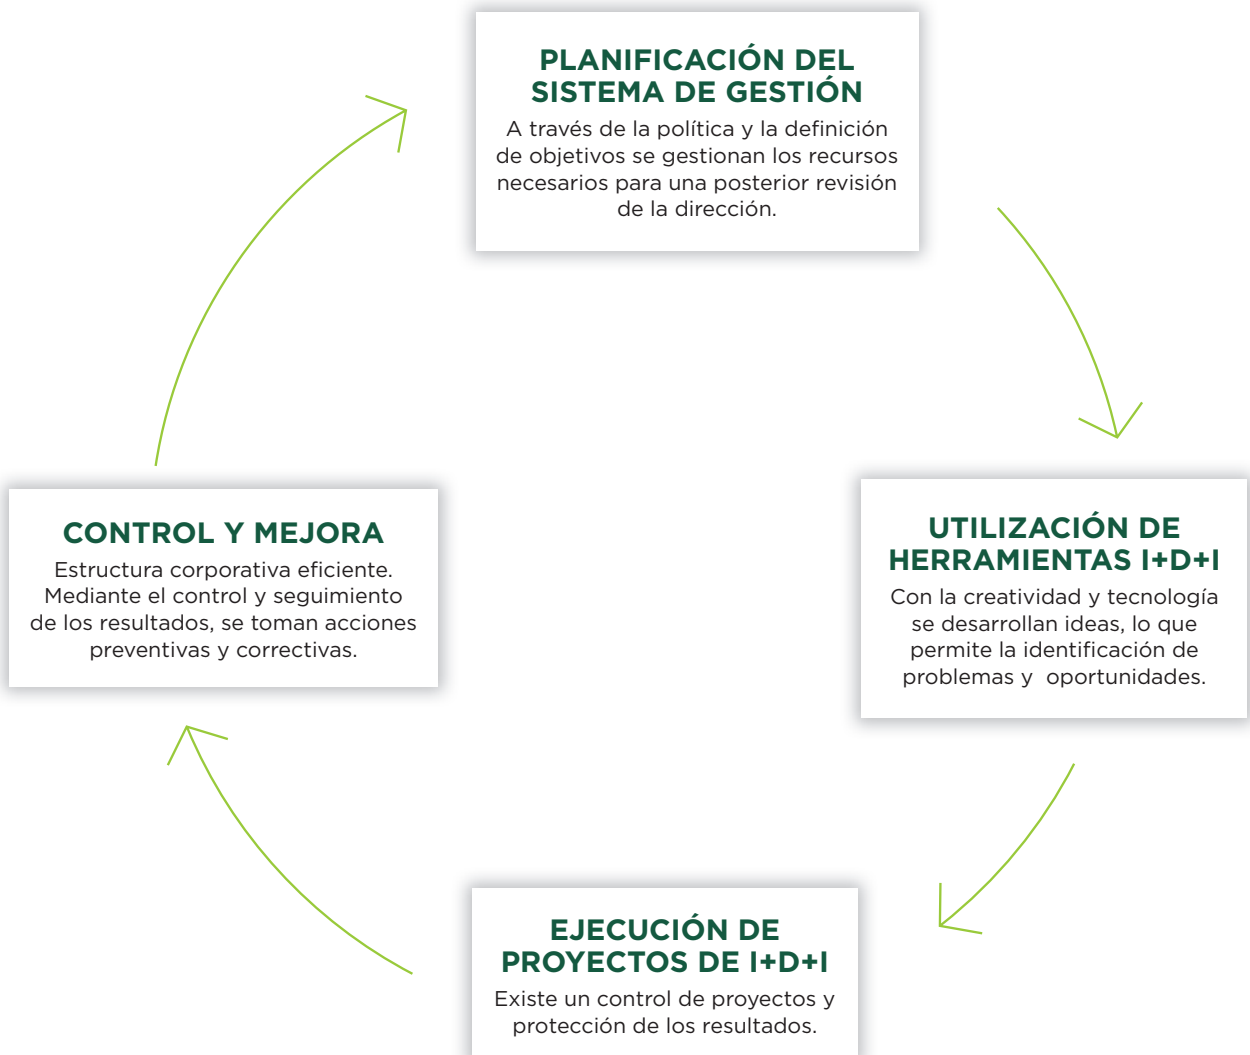 PLANIFICACIÓN DEL
SISTEMA DE GESTIÓN
A través de la política y la definición
de objetivos se gestionan los recursos
necesarios para una posterior revisión
de la dirección.
UTILIZACIÓN DE
HERRAMIENTAS I+D+I
Con la creatividad y tecnología
se desarrollan ideas, lo que
permite la identificación de
problemas y  oportunidades.
EJECUCIÓN DE
PROYECTOS DE I+D+I
Existe un control de proyectos y
protección de los resultados.
CONTROL Y MEJORA
Estructura corporativa eficiente.
Mediante el control y seguimiento
de los resultados, se toman acciones
preventivas y correctivas.